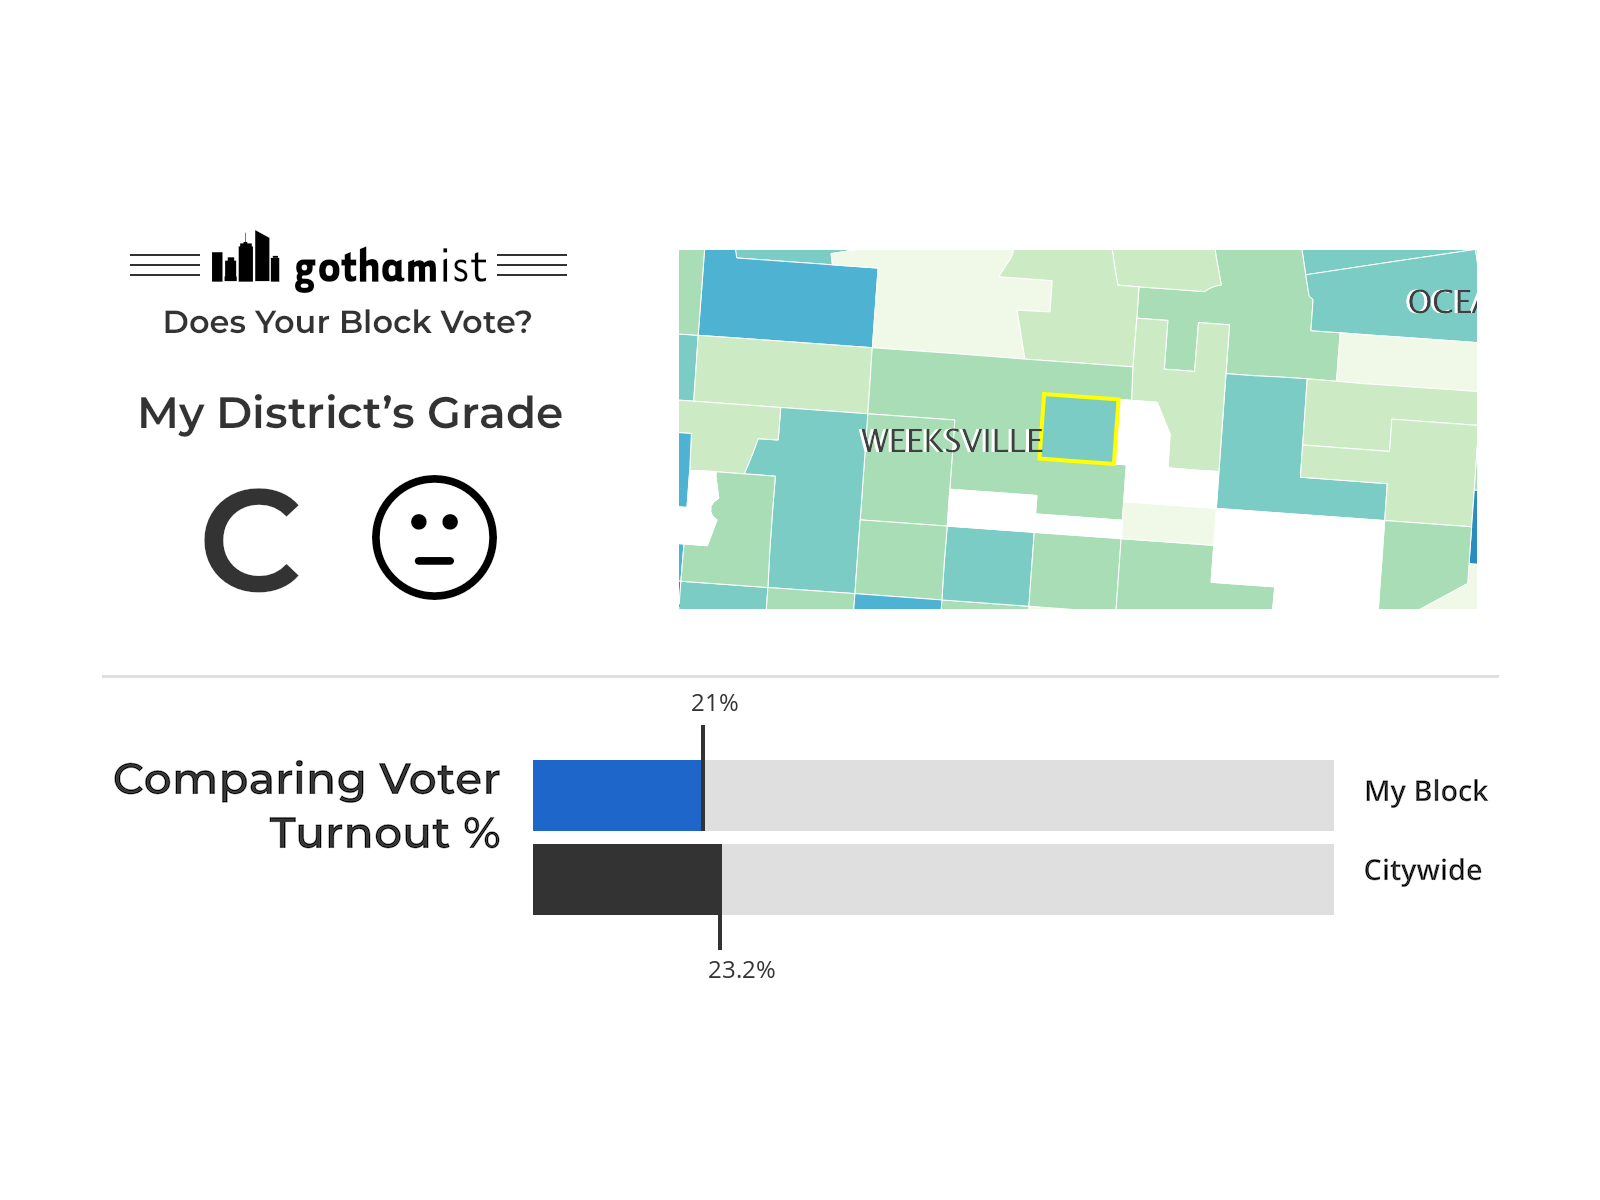 gothamist
Does Your Block Vote?
My District’s Grade
C
OCEA
WEEKSVILLE
21%
Comparing Voter
Turnout %
My Block
Citywide
23.2%